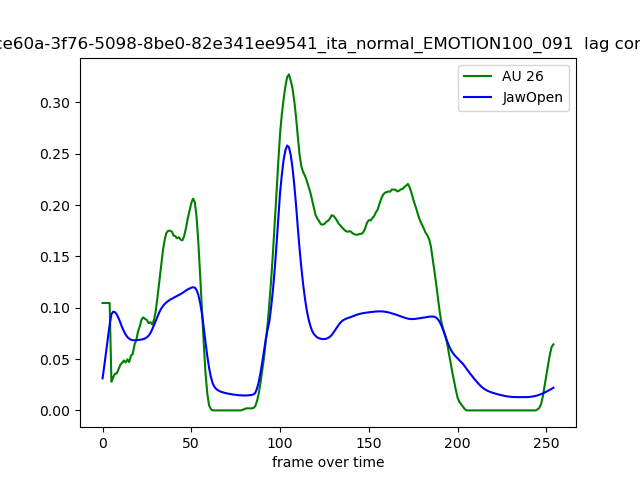 ce60a-3f76-5098-8be0-82e341ee9541_ita_normal_EMOTION100_091 lag cor
AU 26
JawOpen
0.30
0.25
0.20
0.15
0.10
0.05
0.00
0 50 100 150 200 250
frame over time